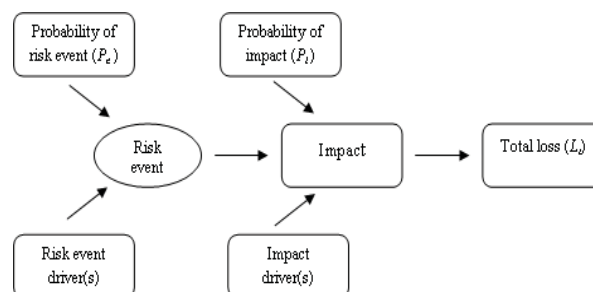 Probability of
risk event (Pe)
Probability of
impact (Pi)
Risk
event
Impact
Total loss (Lt)
Risk event
driver(s)
Impact
driver(s)